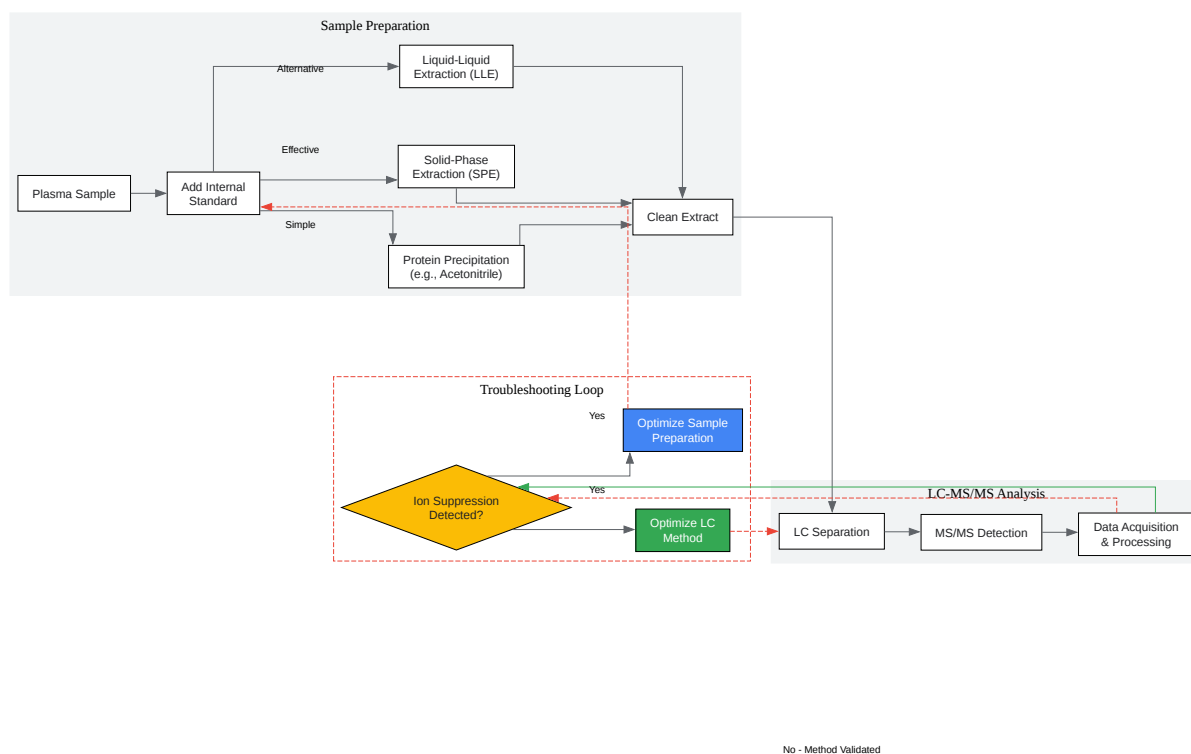 Sample Preparation
Alternative
Liquid-Liquid
Extraction (LLE)
Effective
Solid-Phase
Extraction (SPE)
Plasma Sample
Add Internal
Standard
Clean Extract
Simple
Protein Precipitation
(e.g., Acetonitrile)
Troubleshooting Loop
Yes
Optimize Sample
Preparation
Ion Suppression
Detected?
Yes
Optimize LC
Method
LC-MS/MS Analysis
LC Separation
MS/MS Detection
Data Acquisition
& Processing
No - Method Validated